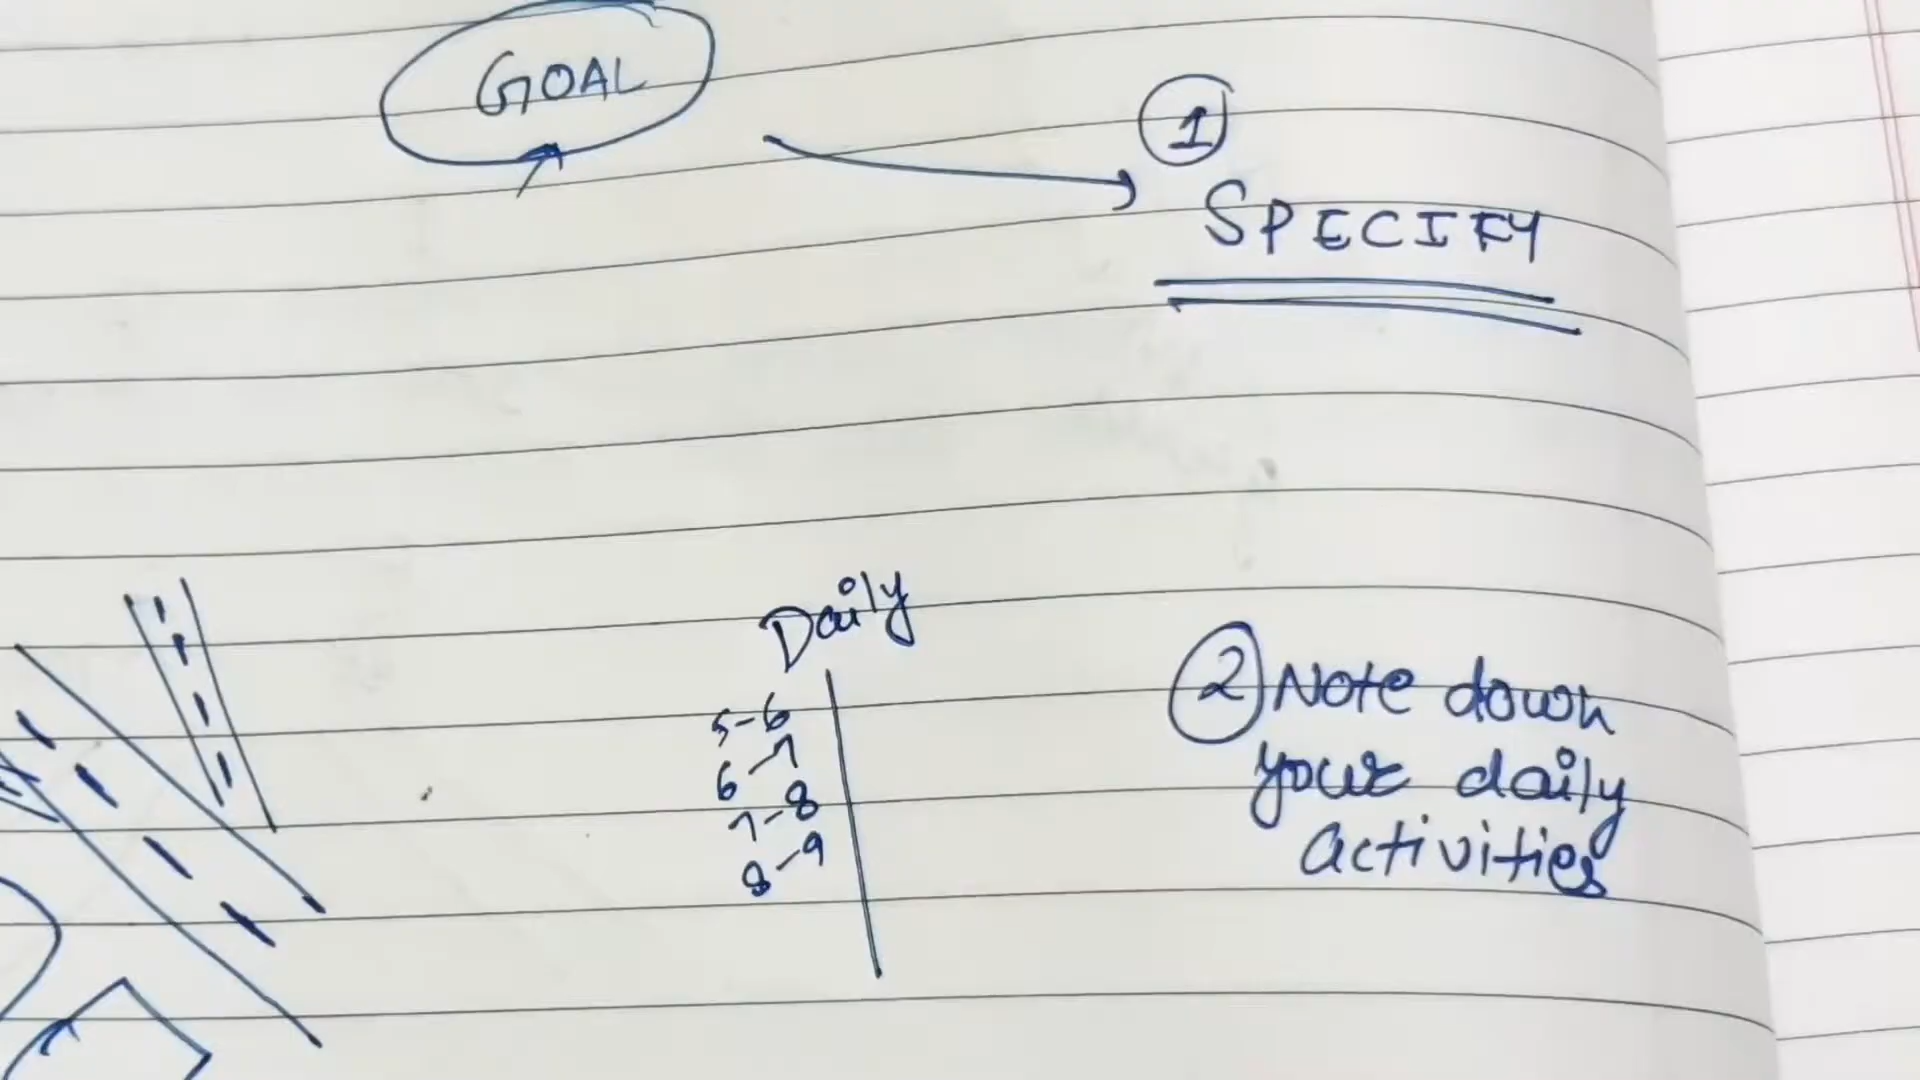 GOAL
1
SPECIFY
Daily
5-6
6-7
7-8
8-9
2 Note down
your daily
activities